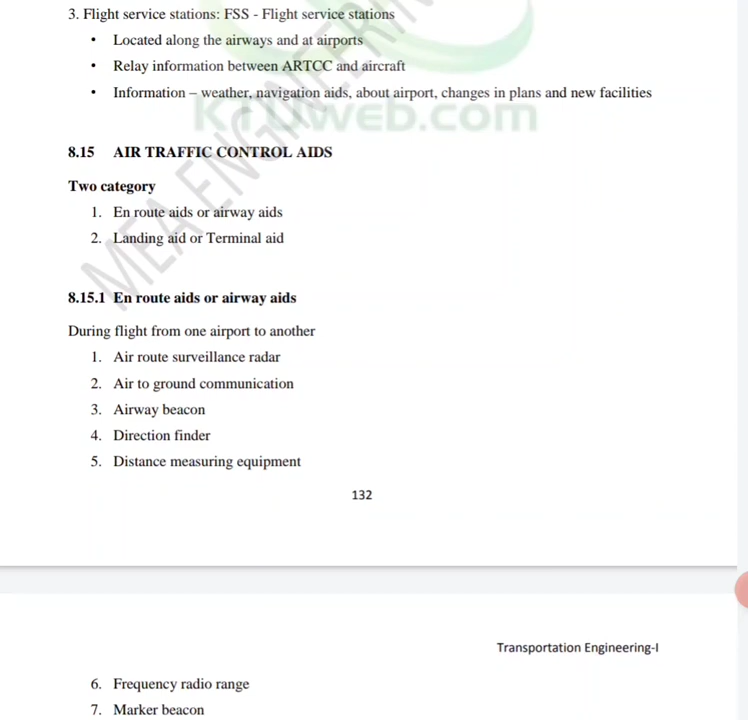 3. Flight service stations: FSS - Flight service stations
• Located along the airways and at airports
• Relay information between ARTCC and aircraft
• Information – weather, navigation aids, about airport, changes in plans and new facilities
KTUweb.com
8.15 AIR TRAFFIC CONTROL AIDS
Two category
1. En route aids or airway aids
2. Landing aid or Terminal aid
MEA ENGINEERIN
8.15.1 En route aids or airway aids
During flight from one airport to another
1. Air route surveillance radar
2. Air to ground communication
3. Airway beacon
4. Direction finder
5. Distance measuring equipment
132
Transportation Engineering-I
6. Frequency radio range
7. Marker beacon